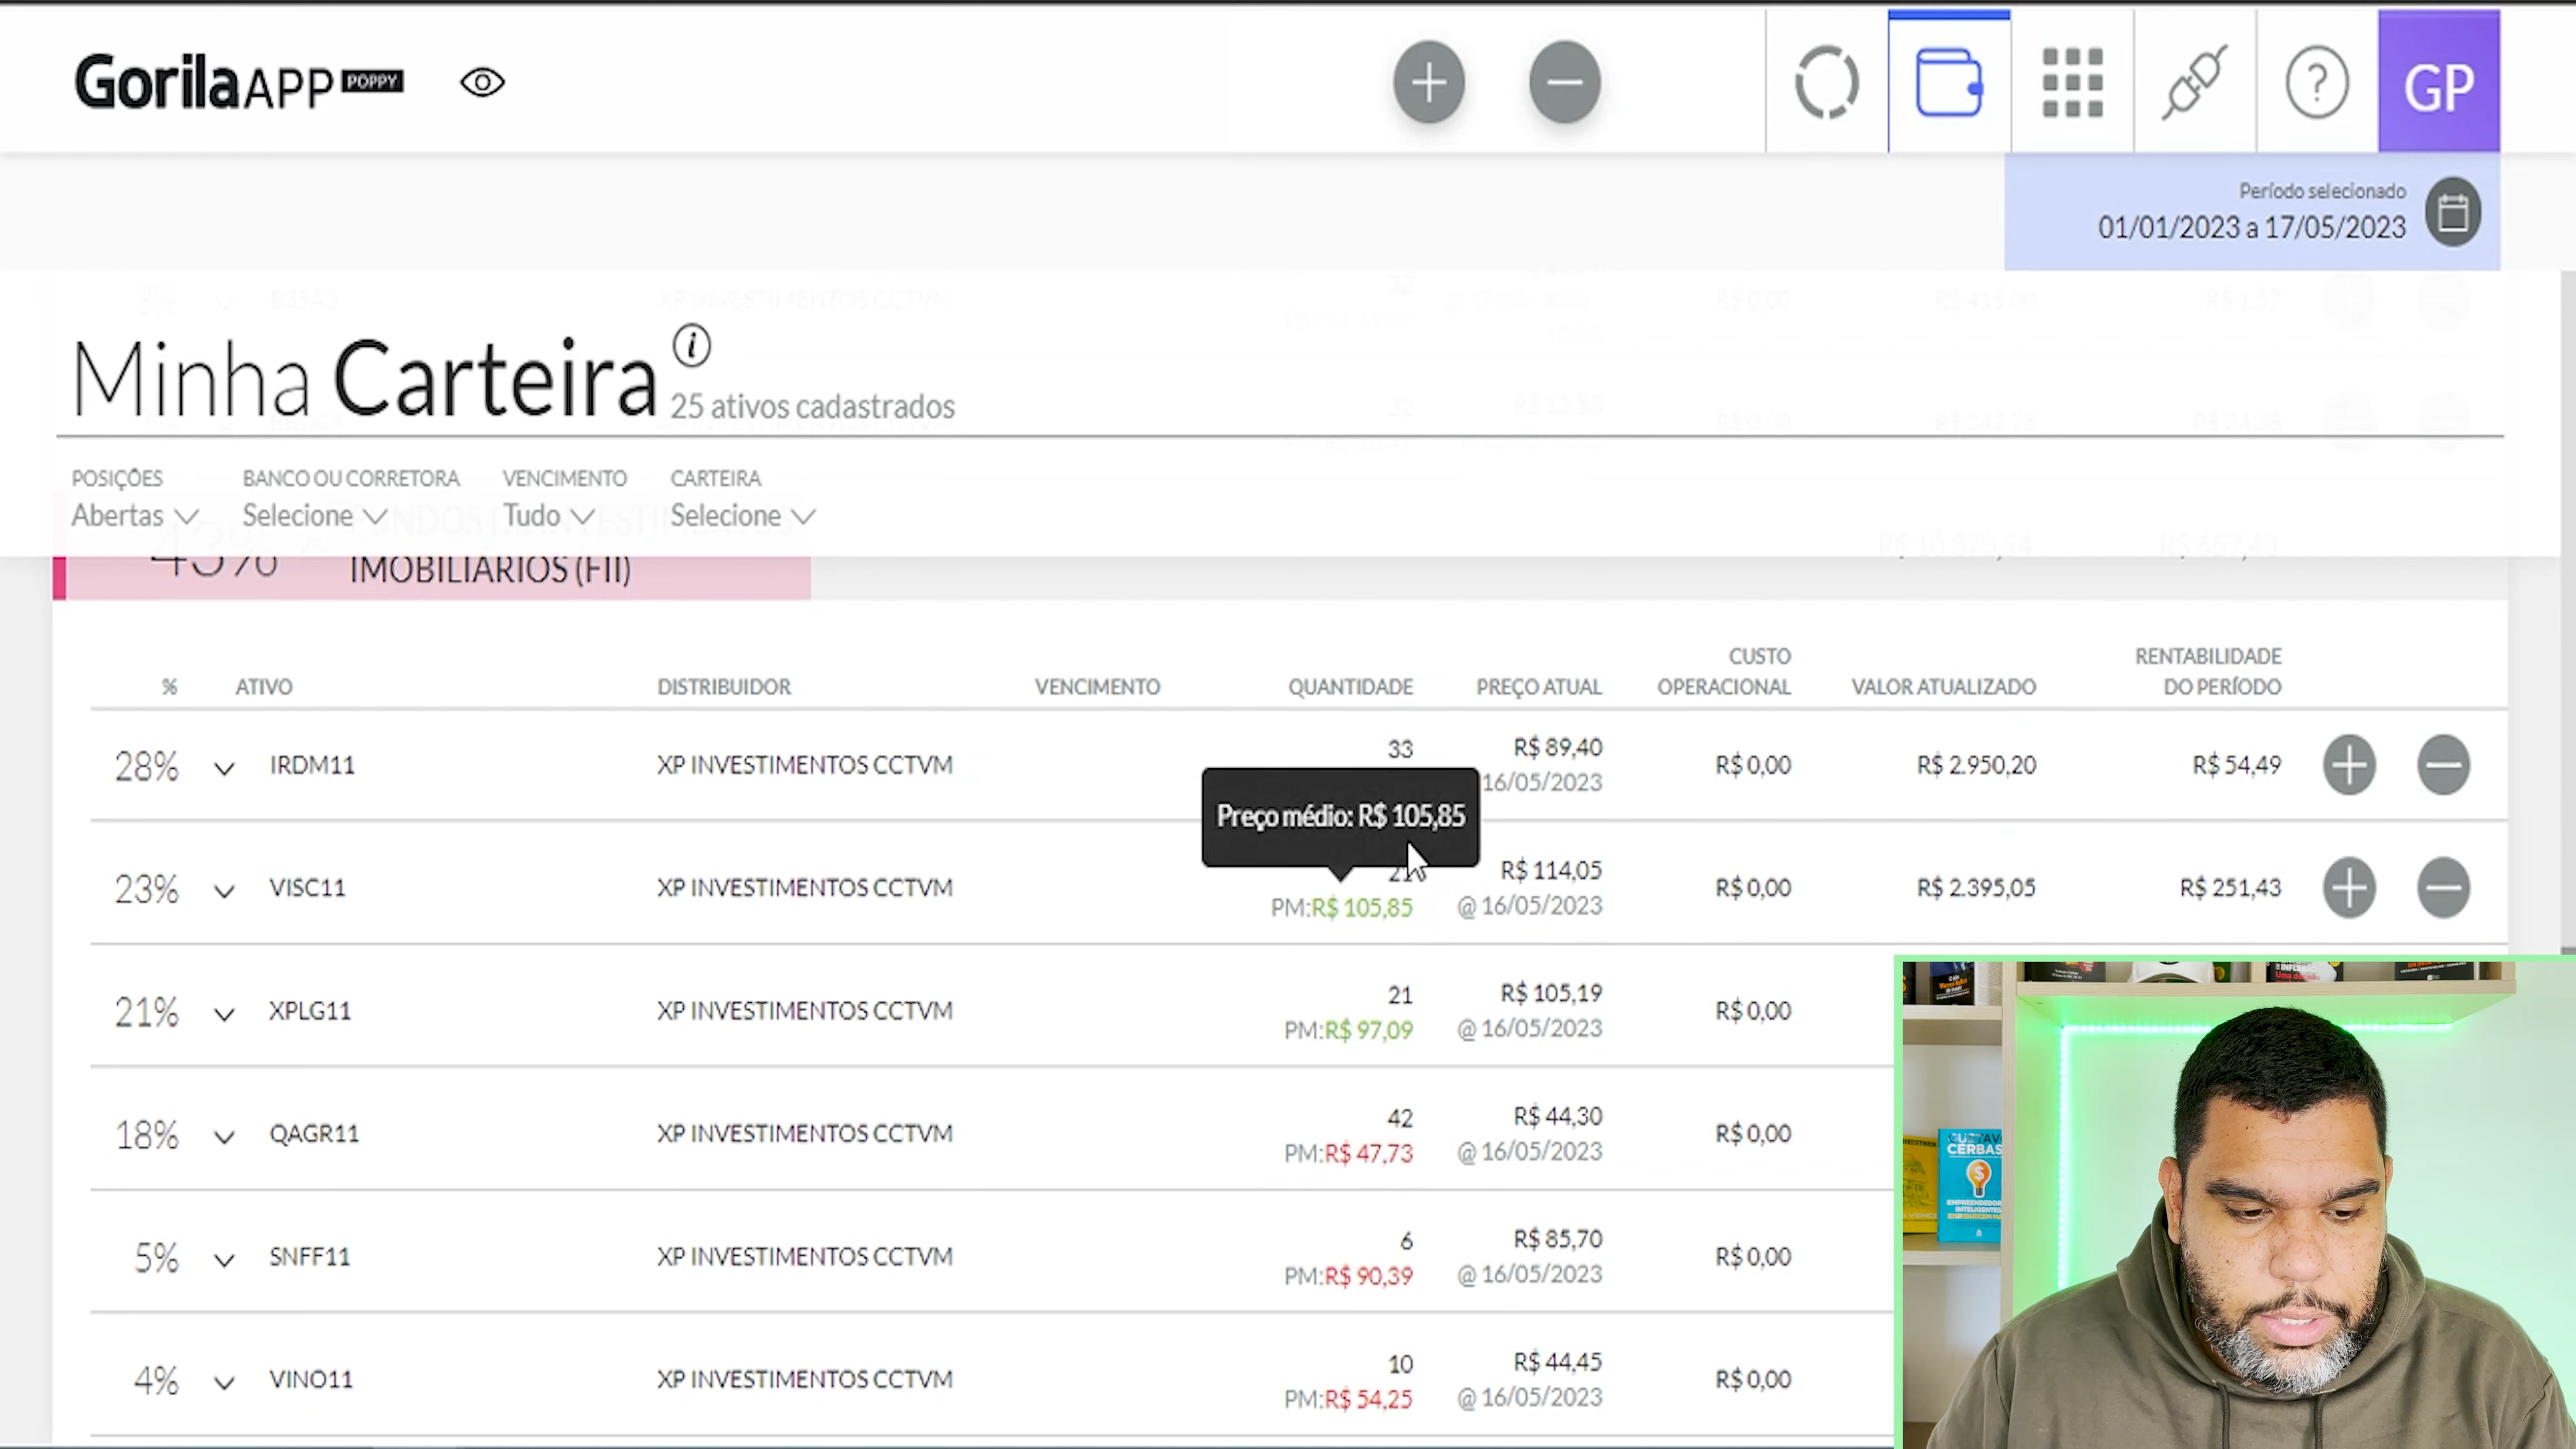 GorilaAPP POPPY
GP
Período selecionado
01/01/2023 a 17/05/2023
Minha Carteira
25 ativos cadastrados
POSIÇÕES BANCO OU CORRETORA VENCIMENTO CARTEIRA
Abertas Selecione Tudo Selecione
43% IMOBILIÁRIOS (FII)
CUSTO RENTABILIDADE
% ATIVO DISTRIBUIDOR VENCIMENTO QUANTIDADE PREÇO ATUAL OPERACIONAL VALOR ATUALIZADO DO PERÍODO
33 R$ 89,40
28% IRDM11 XP INVESTIMENTOS CCTVM R$ 0,00 R$ 2.950,20 R$ 54,49
16/05/2023
Preço médio: R$ 105,85
21 R$ 114,05
23% VISC11 XP INVESTIMENTOS CCTVM R$ 0,00 R$ 2.395,05 R$ 251,43
PM:R$ 105,85 @ 16/05/2023
21 R$ 105,19
21% XPLG11 XP INVESTIMENTOS CCTVM R$ 0,00
PM:R$ 97,09 @ 16/05/2023
42 R$ 44,30
18% QAGR11 XP INVESTIMENTOS CCTVM R$ 0,00
PM:R$ 47,73 @ 16/05/2023
6 R$ 85,70
5% SNFF11 XP INVESTIMENTOS CCTVM R$ 0,00
PM:R$ 90,39 @ 16/05/2023
10 R$ 44,45
4% VINO11 XP INVESTIMENTOS CCTVM R$ 0,00
PM:R$ 54,25 @ 16/05/2023
CERBAS